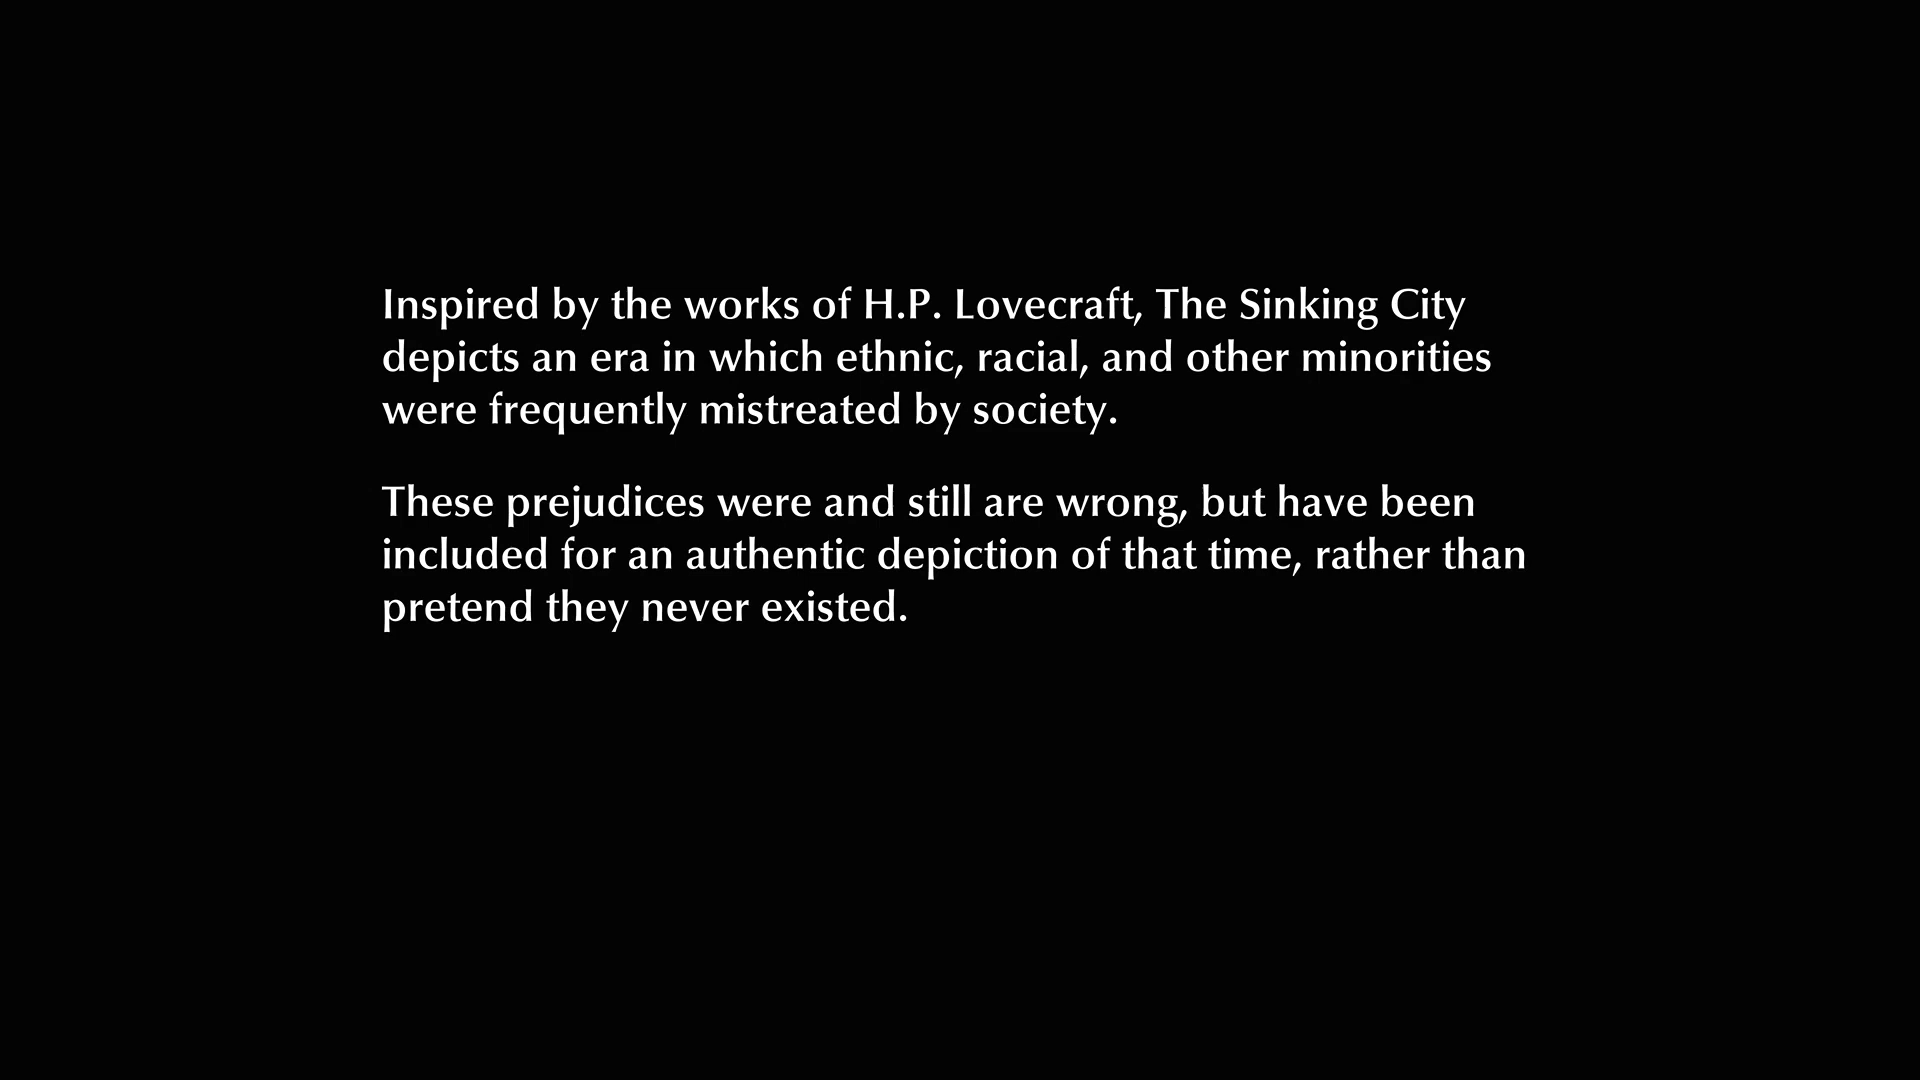 Inspired by the works of H.P. Lovecraft, The Sinking City
depicts an era in which ethnic, racial, and other minorities
were frequently mistreated by society.
These prejudices were and still are wrong, but have been
included for an authentic depiction of that time, rather than
pretend they never existed.